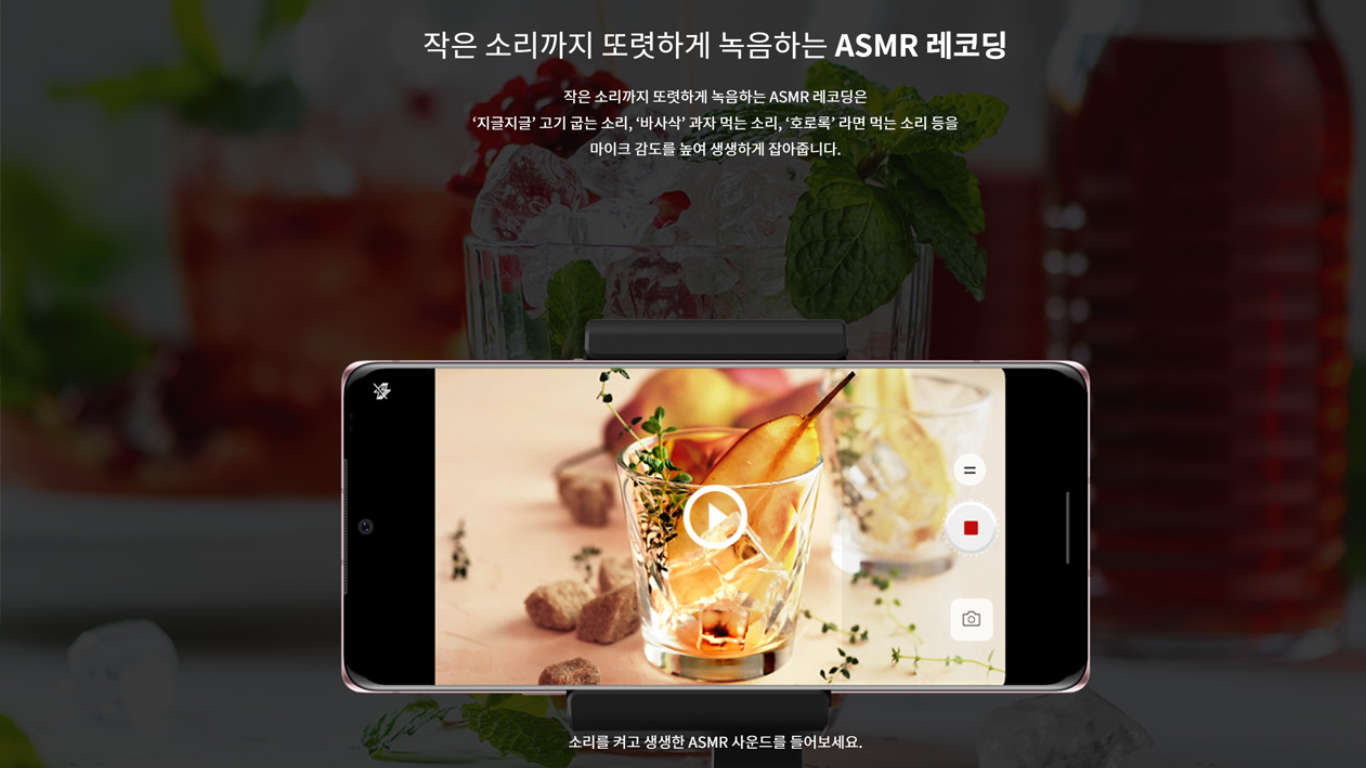 작은 소리까지 또렷하게 녹음하는 ASMR 레코딩
작은 소리까지 또렷하게 녹음하는 ASMR 레코딩은
‘지글지글’ 고기 굽는 소리, ‘바사삭’ 과자 먹는 소리, ‘호로록’ 라면 먹는 소리 등을
마이크 감도를 높여 생생하게 잡아줍니다.
소리를 켜고 생생한 ASMR 사운드를 들어보세요.